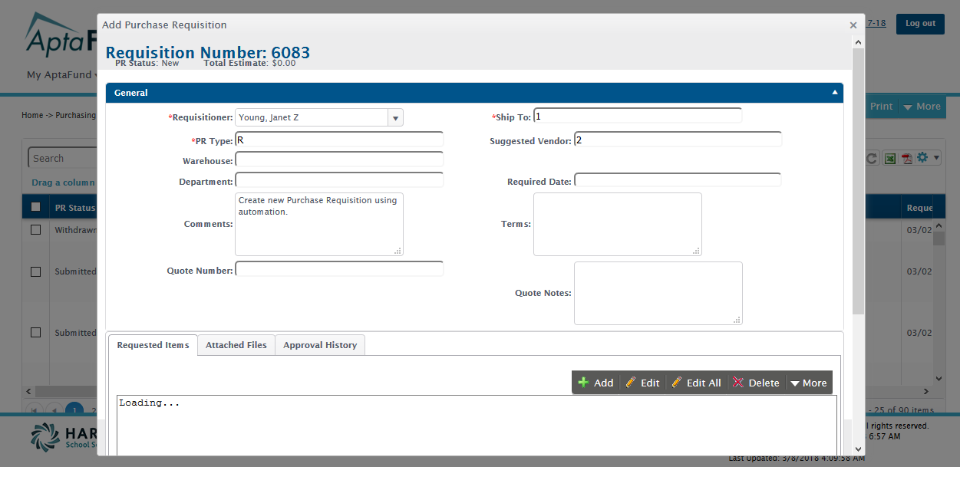 Add Purchase Requisition ×
7-18 Log out
AptaF
Requisition Number: 6083
PR Status: New Total Estimate: $0.00
My AptaFund
General
Print More
Home -> Purchasing
*Requisitioner: Young, Janet Z
*Ship To: 1
*PR Type: R
Suggested Vendor: 2
Search
Warehouse:
Drag a column
Department:
Required Date:
PR Status
Reque
Create new Purchase Requisition using
automation.
Comments:
Terms:
Withdrawn
03/02
Quote Number:
Submitted
03/02
Quote Notes:
Submitted
03/02
Requested Items Attached Files Approval History
Add Edit Edit All Delete More
Loading...
1 2
- 25 of 90 items
HAR
School S
l rights reserved.
6:57 AM
Last Updated: 3/8/2018 4:09:58 AM